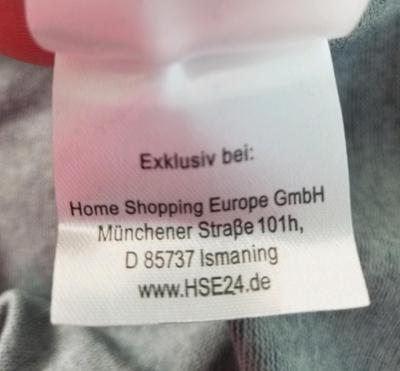 Exklusiv bei:
Home Shopping Europe GmbH
Münchener Straße 101h,
D 85737 Ismaning
www.HSE24.de